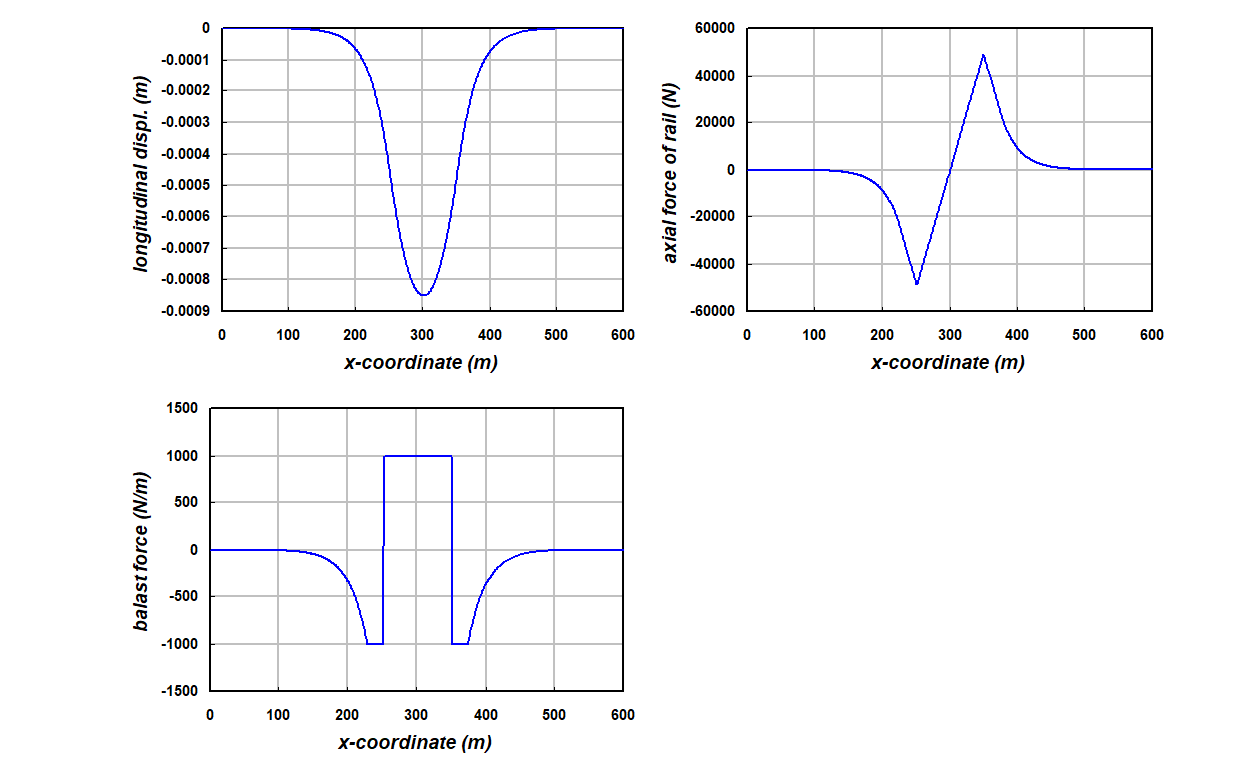 longitudinal displ. (m)
0
-0.0001
-0.0002
-0.0003
-0.0004
-0.0005
-0.0006
-0.0007
-0.0008
-0.0009
0 100 200 300 400 500 600
x-coordinate (m)
axial force of rail (N)
60000
40000
20000
0
-20000
-40000
-60000
0 100 200 300 400 500 600
x-coordinate (m)
balast force (N/m)
1500
1000
500
0
-500
-1000
-1500
0 100 200 300 400 500 600
x-coordinate (m)